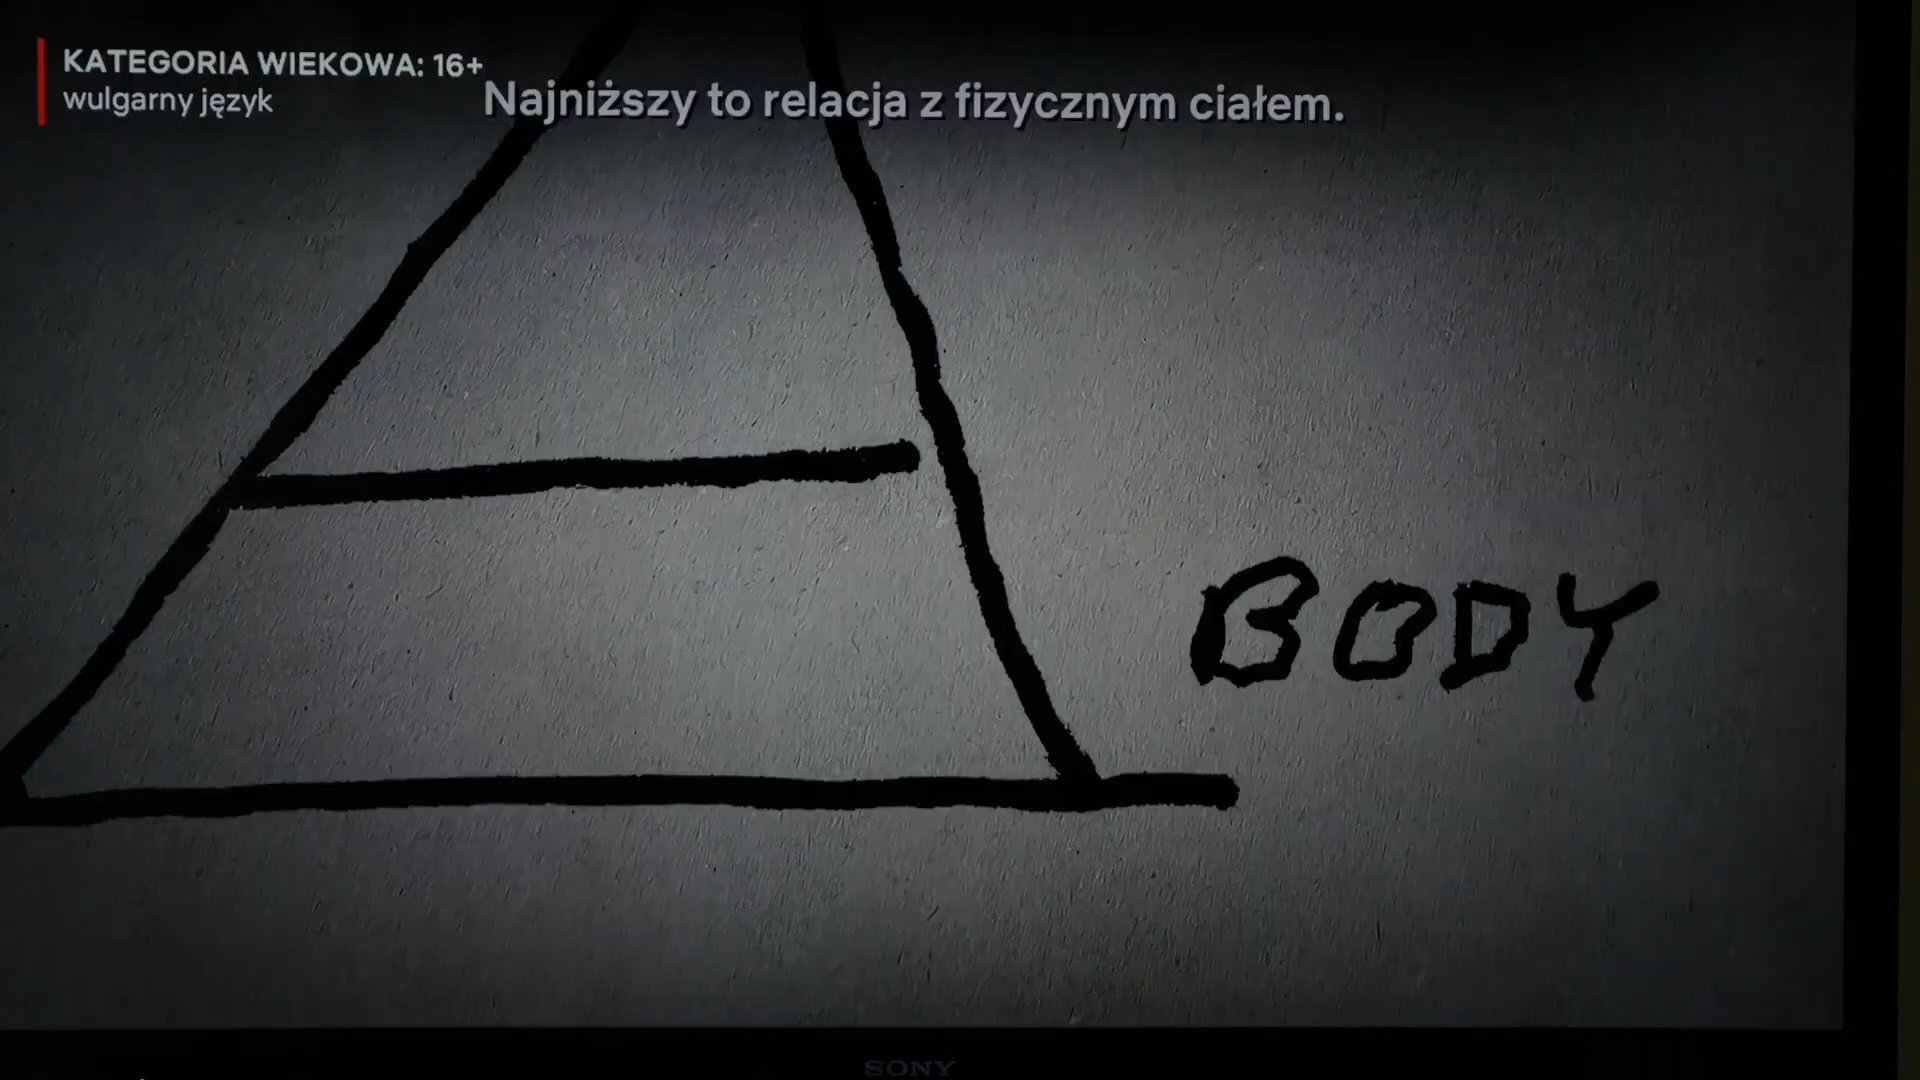 KATEGORIA WIEKOWA: 16+
wulgarny język
Najniższy to relacja z fizycznym ciałem.
BODY
SONY